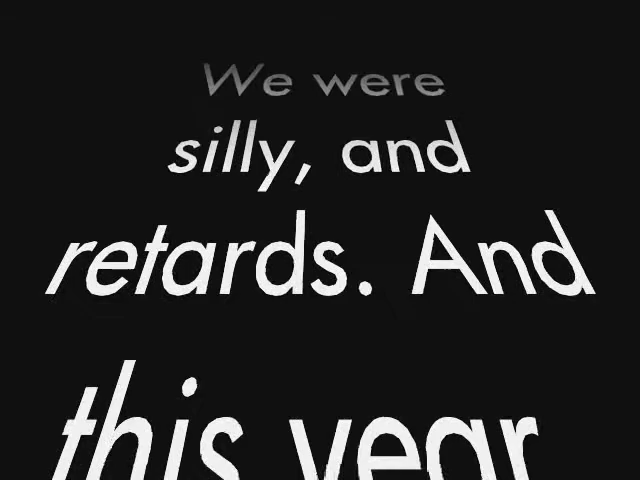 We were
silly, and
retards. And
this year